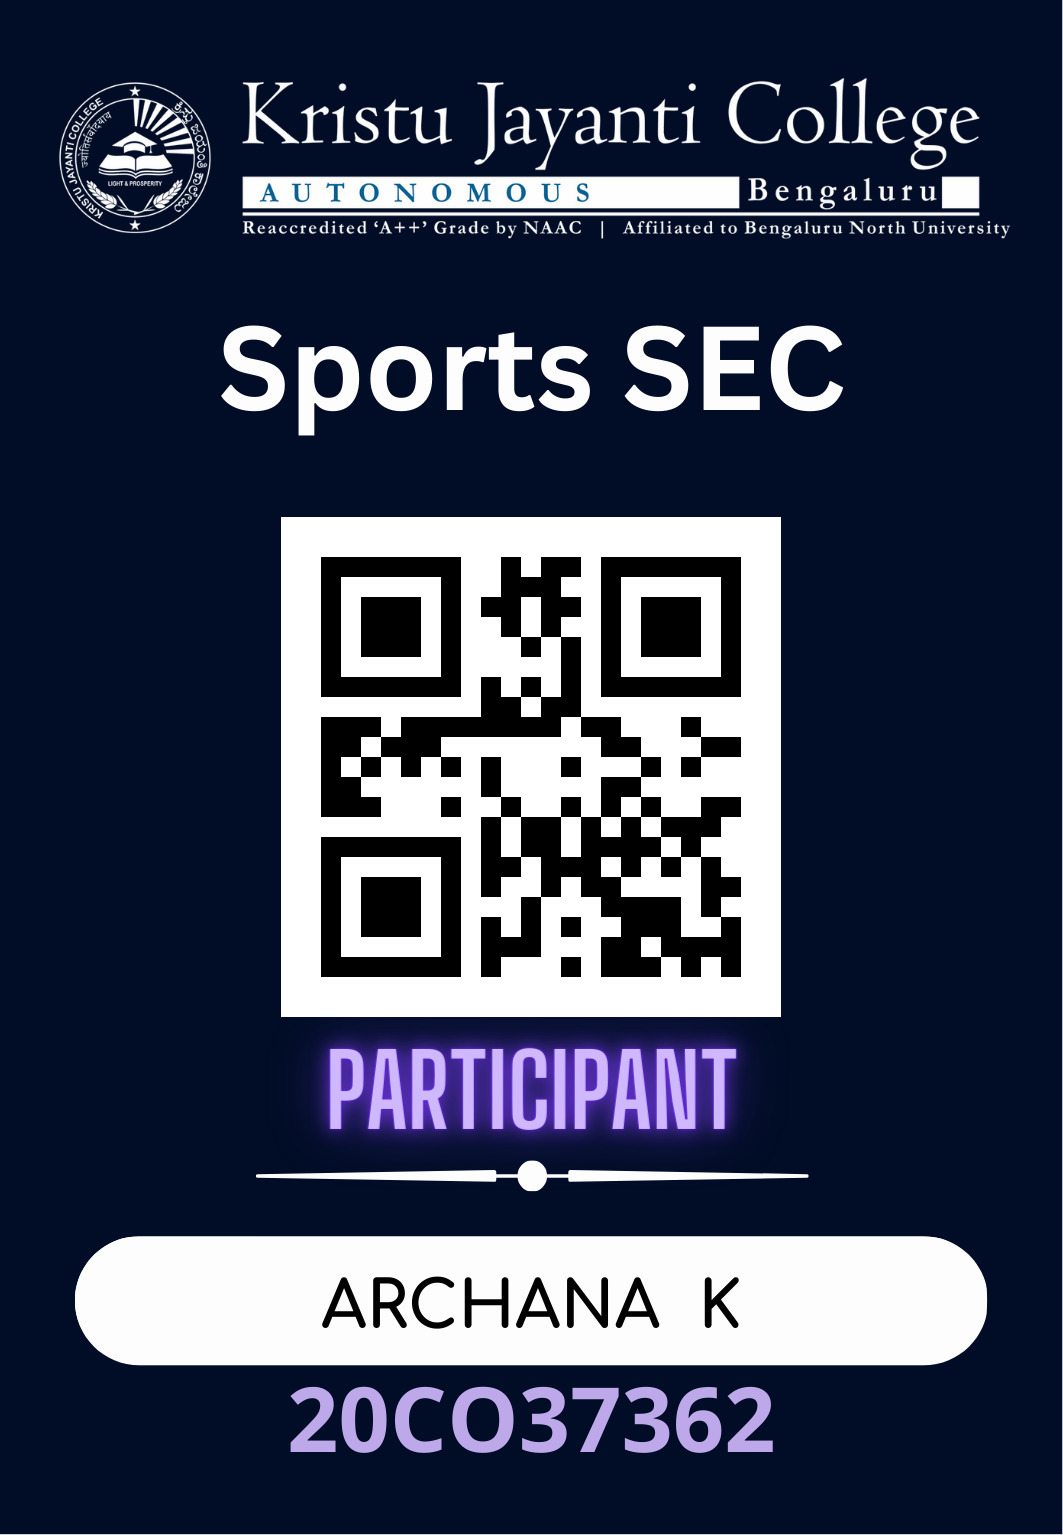 Kristu Jayanti College
AUTONOMOUS Bengaluru
Reaccredited ‘A++’ Grade by NAAC | Affiliated to Bengaluru North University
KRISTU JAYANTI COLLEGE
LIGHT & PROSPERITY
Sports SEC
PARTICIPANT
ARCHANA K
20CO37362